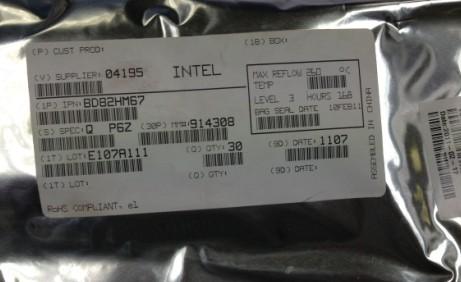 (P) CUST PROD:
(1B) BOX:
(V) SUPPLIER: 04195 INTEL
(1P) IPN: BD82HM67
(S) SPEC: Q P6Z (30P) MM#: 914308
(1T) LOT: E107A111 (Q) QTY: 30 (9D) DATE: 1107
(1T) LOT: (Q) QTY: (9D) DATE:
RoHS COMPLIANT. e1
MAX REFLOW 260 °C
TEMP
LEVEL 3 HOURS 168
BAG SEAL DATE 10FEB11
ASSEMBLED IN CHINA